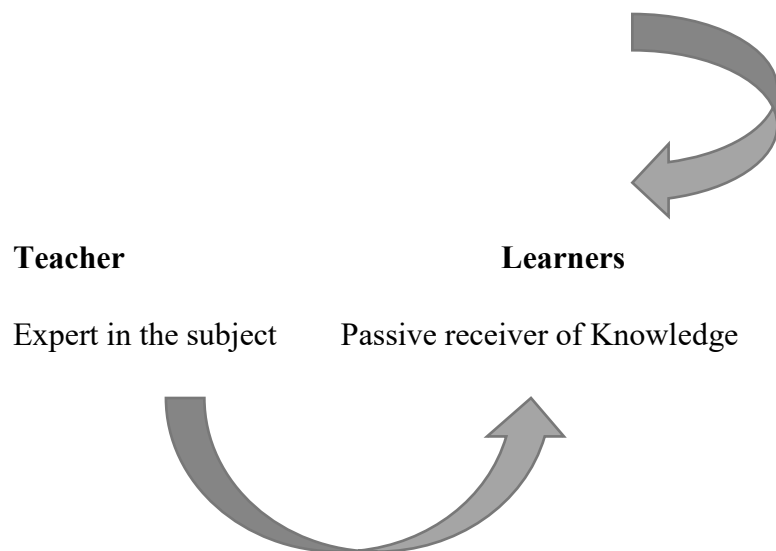 Teacher Learners
Expert in the subject Passive receiver of Knowledge